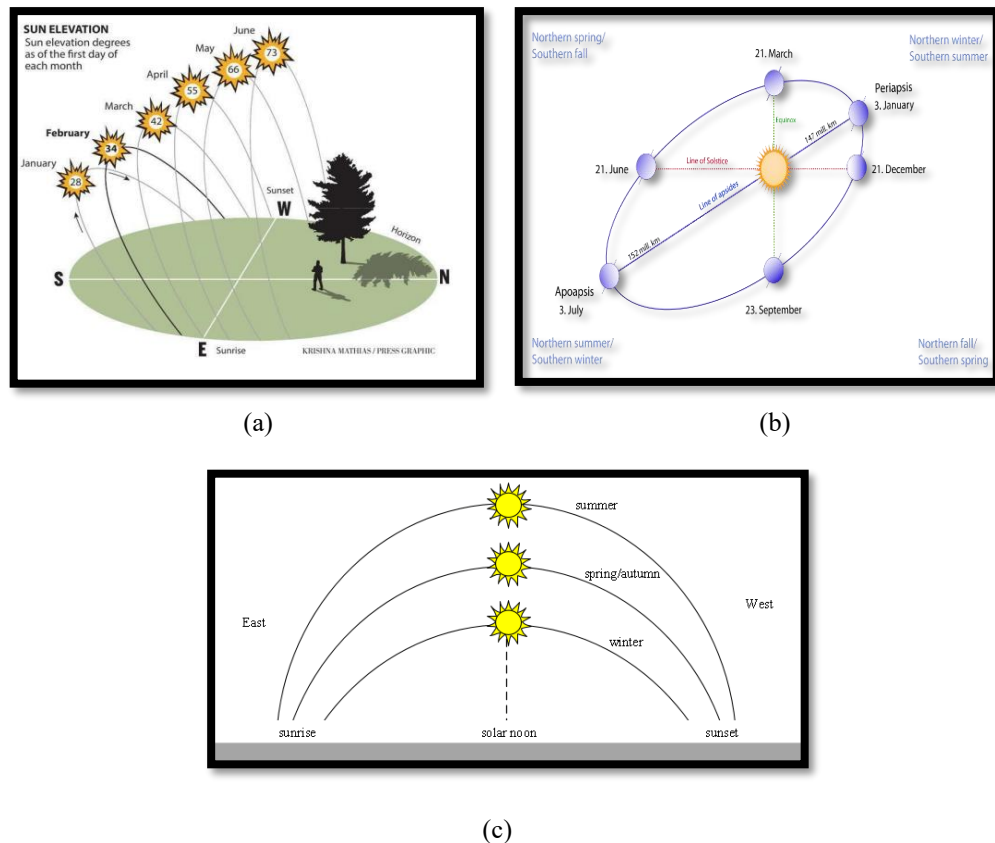 SUN ELEVATION
Sun elevation degrees
as of the first day of
each month
June
73
May
66
April
55
March
42
February
34
January
28
Sunset
W
Horizon
S
N
E
Sunrise
KRISHNA MATHIAS / PRESS GRAPHIC
(a)
Northern spring/
Southern fall
21. March
Northern winter/
Southern summer
Periapsis
3. January
Equinox
147 mill. km
21. June
Line of Solstice
21. December
Line of apsides
152 mill. km
Apoapsis
3. July
23. September
Northern summer/
Southern winter
Northern fall/
Southern spring
(b)
summer
spring/autumn
West
East
winter
sunrise
solar noon
sunset
(c)